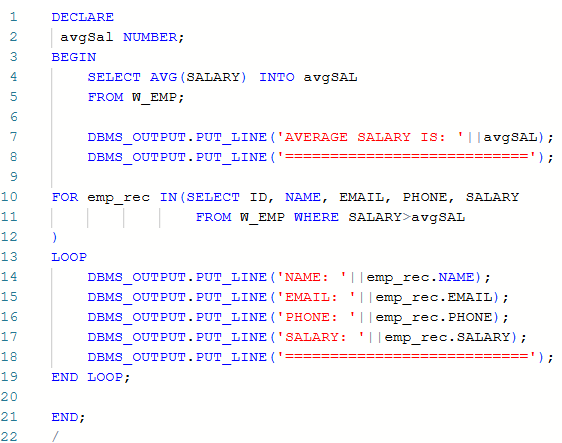 1 DECLARE
2 avgSal NUMBER;
3 BEGIN
4 SELECT AVG(SALARY) INTO avgSAL
5 FROM W_EMP;
6
7 DBMS_OUTPUT.PUT_LINE('AVERAGE SALARY IS: '||avgSAL);
8 DBMS_OUTPUT.PUT_LINE('===========================');
9
10 FOR emp_rec IN(SELECT ID, NAME, EMAIL, PHONE, SALARY
11 FROM W_EMP WHERE SALARY>avgSAL
12 )
13 LOOP
14 DBMS_OUTPUT.PUT_LINE('NAME: '||emp_rec.NAME);
15 DBMS_OUTPUT.PUT_LINE('EMAIL: '||emp_rec.EMAIL);
16 DBMS_OUTPUT.PUT_LINE('PHONE: '||emp_rec.PHONE);
17 DBMS_OUTPUT.PUT_LINE('SALARY: '||emp_rec.SALARY);
18 DBMS_OUTPUT.PUT_LINE('===========================');
19 END LOOP;
20
21 END;
22 /